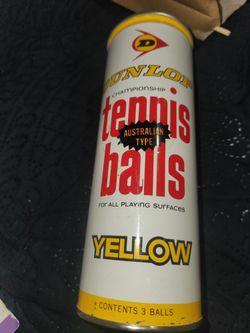 D
DUNLOP
CHAMPIONSHIP
tennis
AUSTRALIAN
TYPE
balls
FOR ALL PLAYING SURFACES
YELLOW
CONTENTS 3 BALLS